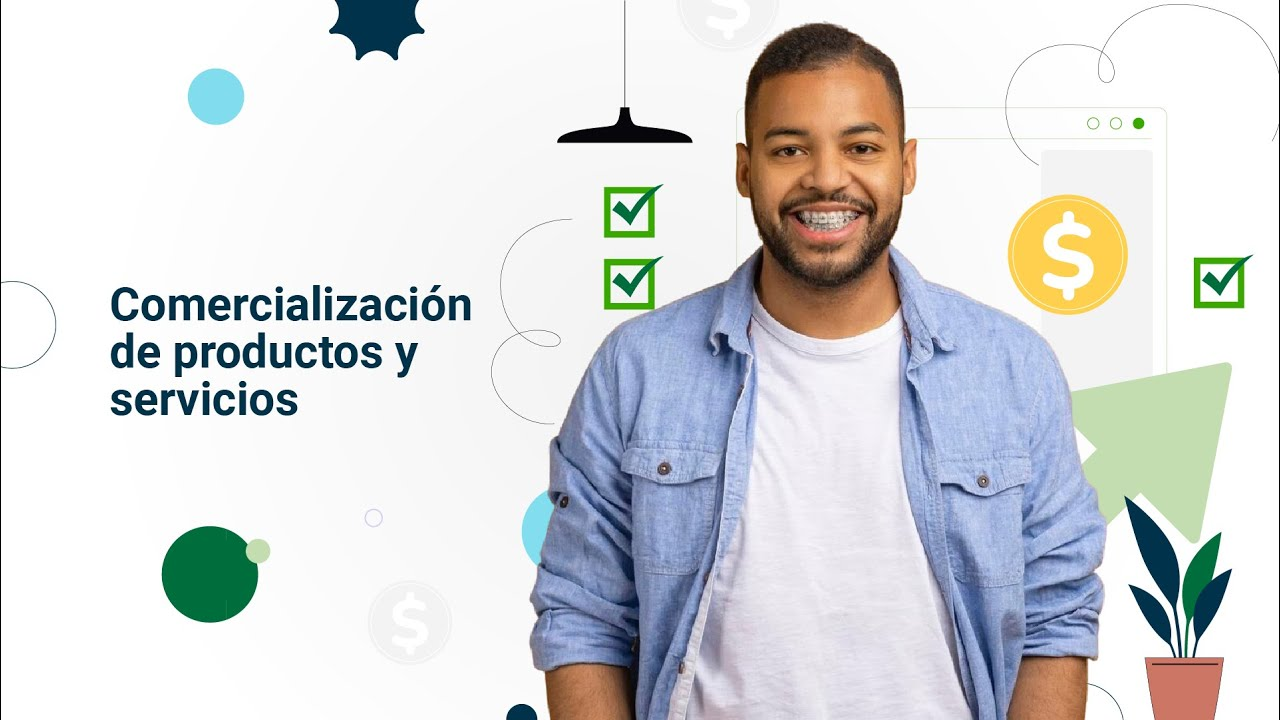 Comercialización
de productos y
servicios